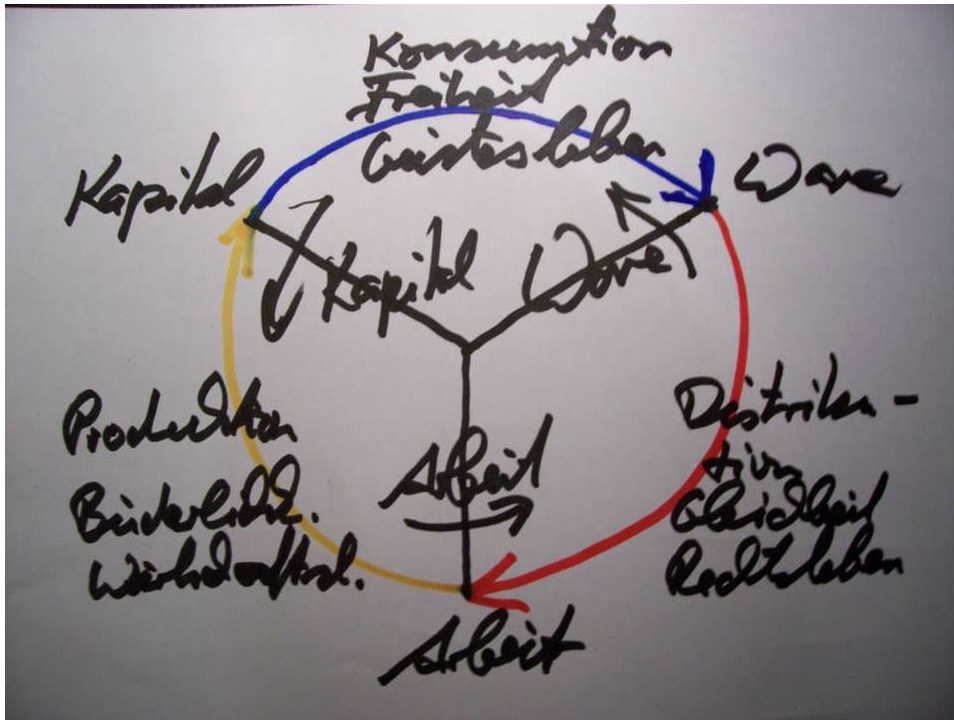 Konsumtion
Freiheit
Geistesleben
Kapital
Ware
Kapital
Ware
Produktion
Brüderlichk.
Wirtschaftsl.
Arbeit
Distribu-
tion
Gleichheit
Rechtsleben
Arbeit